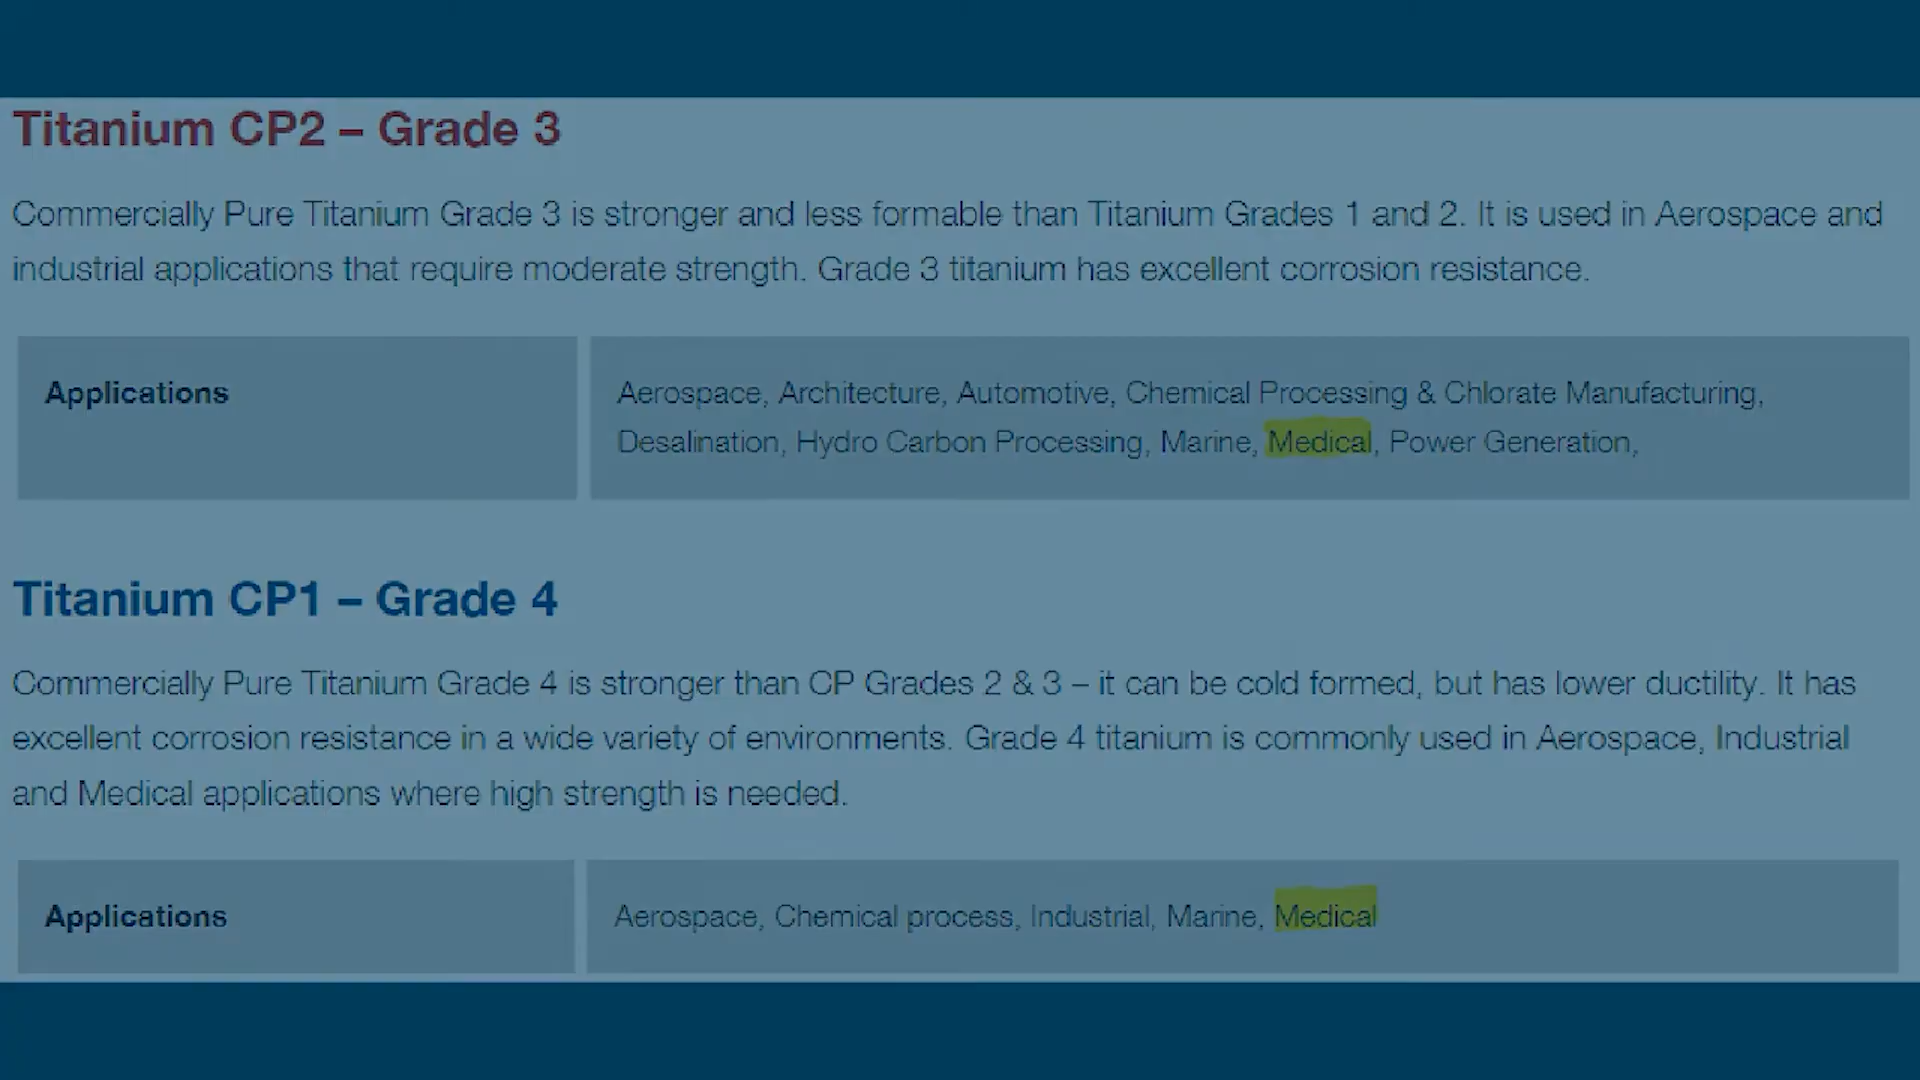 Titanium CP2 – Grade 3
Commercially Pure Titanium Grade 3 is stronger and less formable than Titanium Grades 1 and 2. It is used in Aerospace and
industrial applications that require moderate strength. Grade 3 titanium has excellent corrosion resistance.
Applications
Aerospace, Architecture, Automotive, Chemical Processing & Chlorate Manufacturing,
Desalination, Hydro Carbon Processing, Marine, Medical, Power Generation,
Titanium CP1 – Grade 4
Commercially Pure Titanium Grade 4 is stronger than CP Grades 2 & 3 – it can be cold formed, but has lower ductility. It has
excellent corrosion resistance in a wide variety of environments. Grade 4 titanium is commonly used in Aerospace, Industrial
and Medical applications where high strength is needed.
Applications
Aerospace, Chemical process, Industrial, Marine, Medical